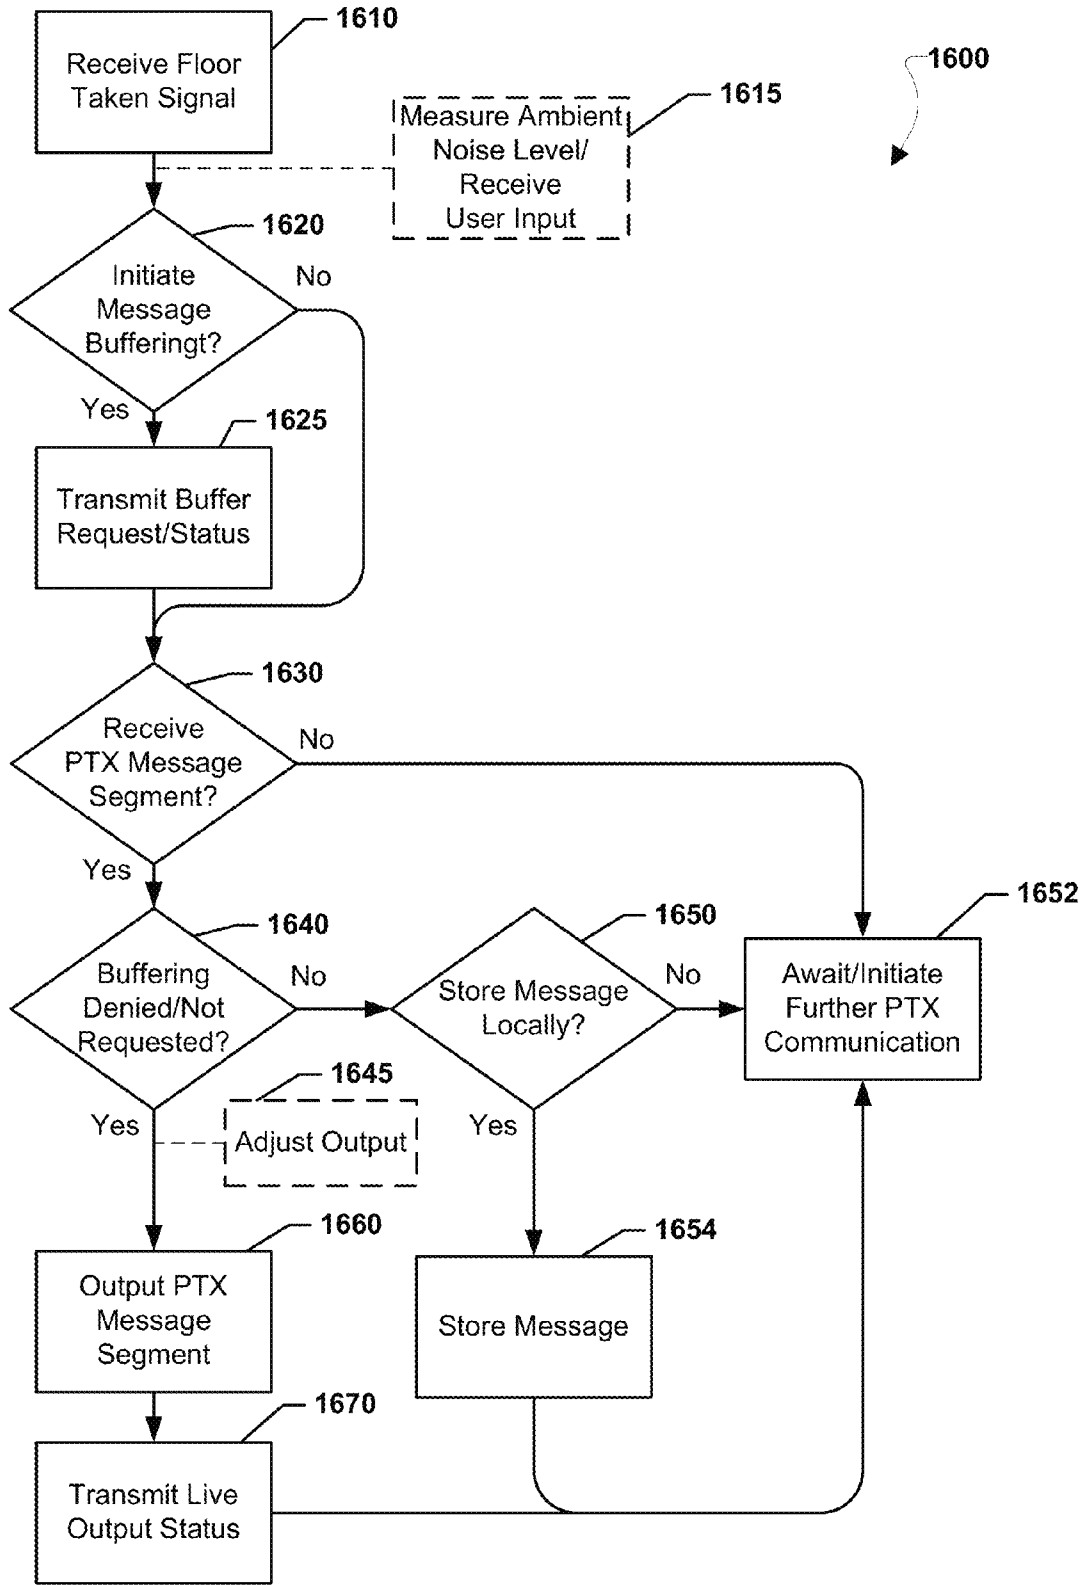 1610
Receive Floor
Taken Signal
1600
1615
Measure Ambient
Noise Level/
Receive
User Input
1620
Initiate
Message
Bufferingt?
No
Yes
1625
Transmit Buffer
Request/Status
1630
Receive
PTX Message
Segment?
No
Yes
1640
Buffering
Denied/Not
Requested?
No
Yes
1650
Store Message
Locally?
No
Yes
1652
Await/Initiate
Further PTX
Communication
1645
Adjust Output
1660
Output PTX
Message
Segment
1654
Store Message
1670
Transmit Live
Output Status